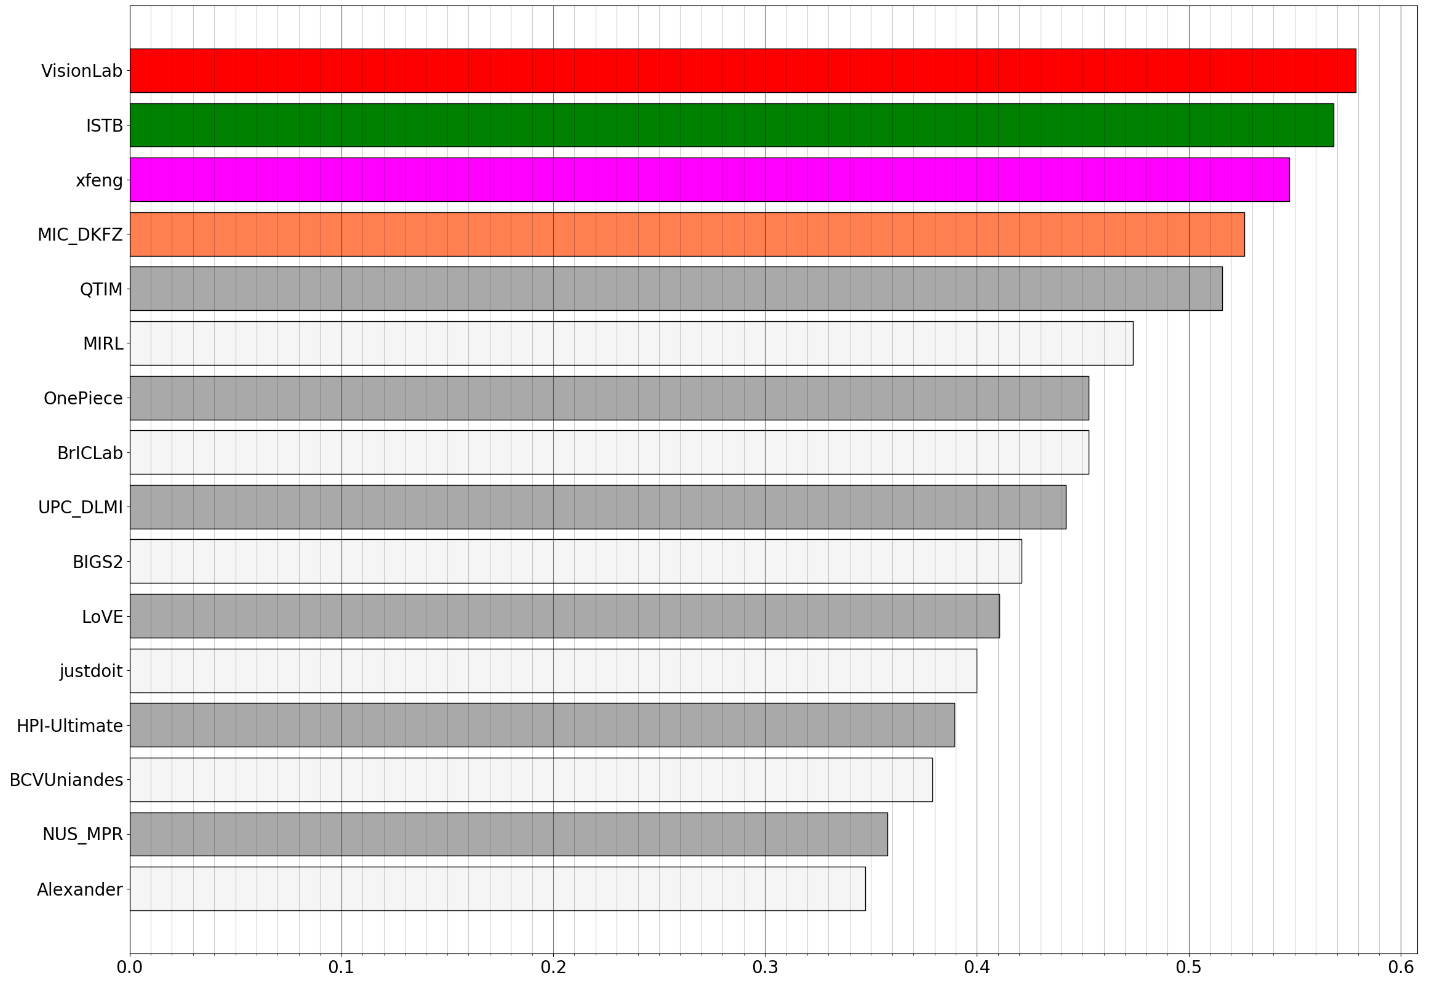 VisionLab
ISTB
xfeng
MIC_DKFZ
QTIM
MIRL
OnePiece
BrICLab
UPC_DLMI
BIGS2
LoVE
justdoit
HPI-Ultimate
BCVUniandes
NUS_MPR
Alexander
0.0 0.1 0.2 0.3 0.4 0.5 0.6